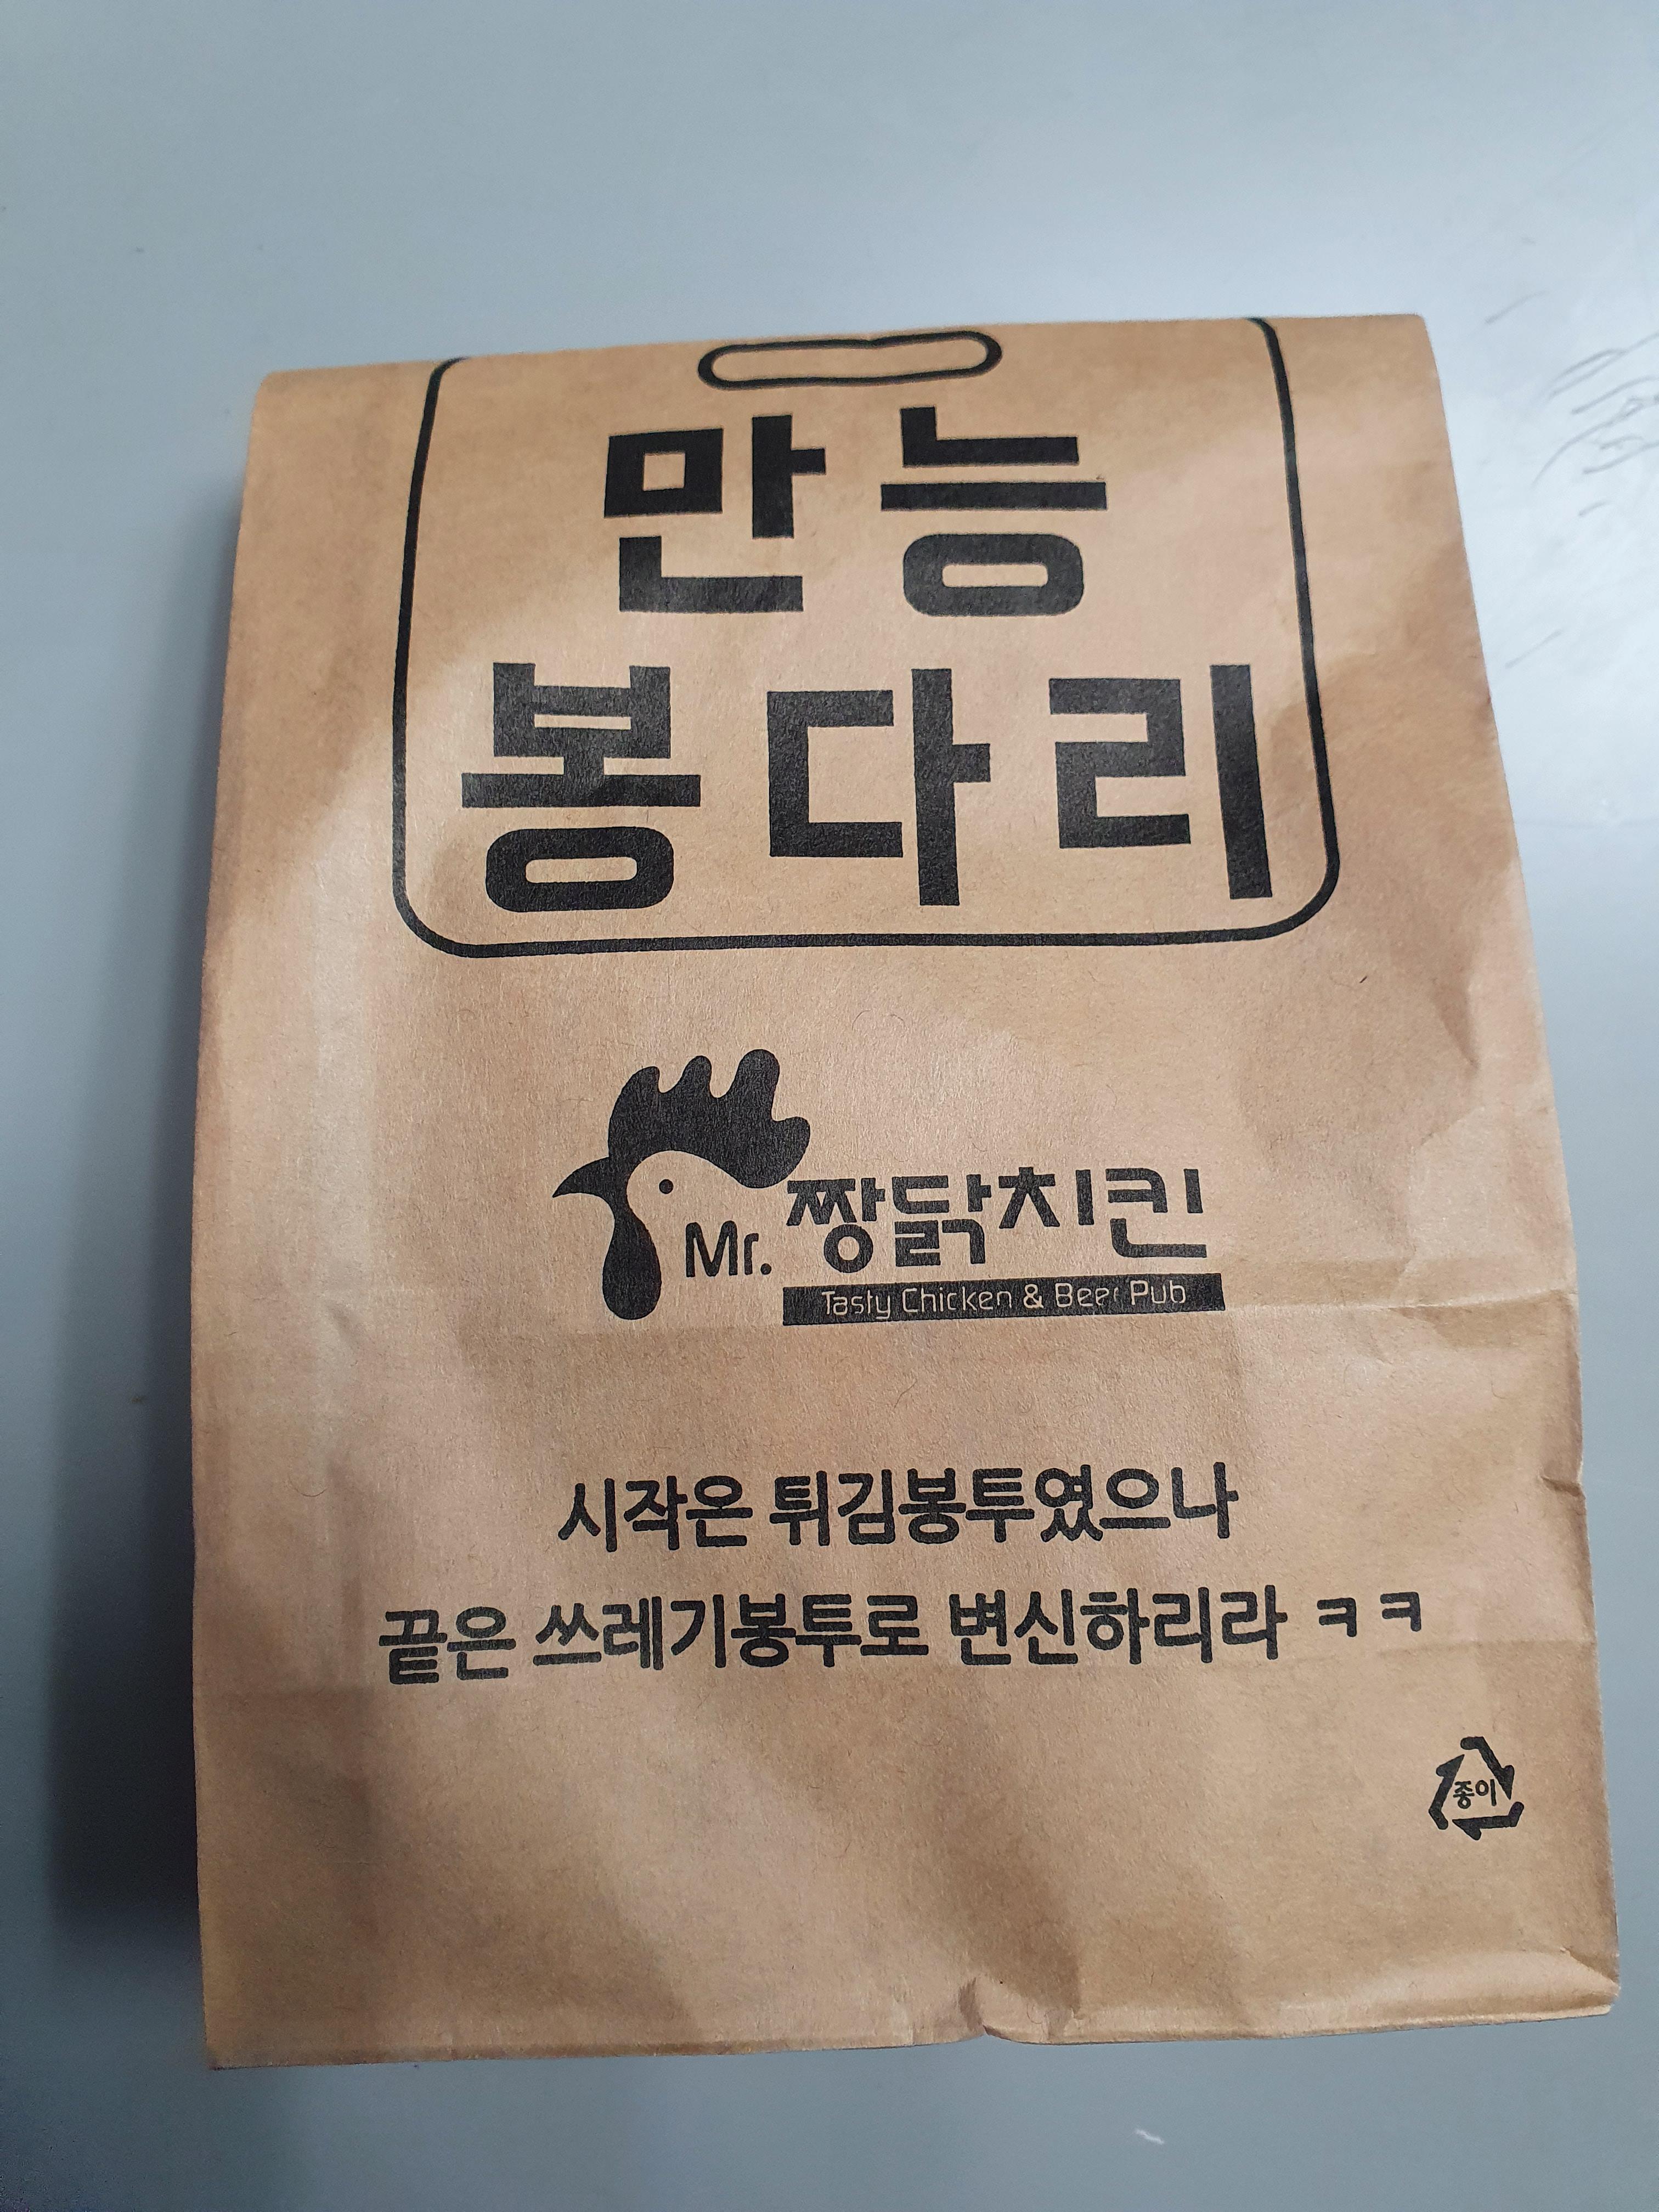 만능
봉다리
Mr. 짱닭치킨
Tasty Chicken & Beer Pub
시작은 튀김봉투였으나
끝은 쓰레기봉투로 변신하리라 ㅋㅋ
종이